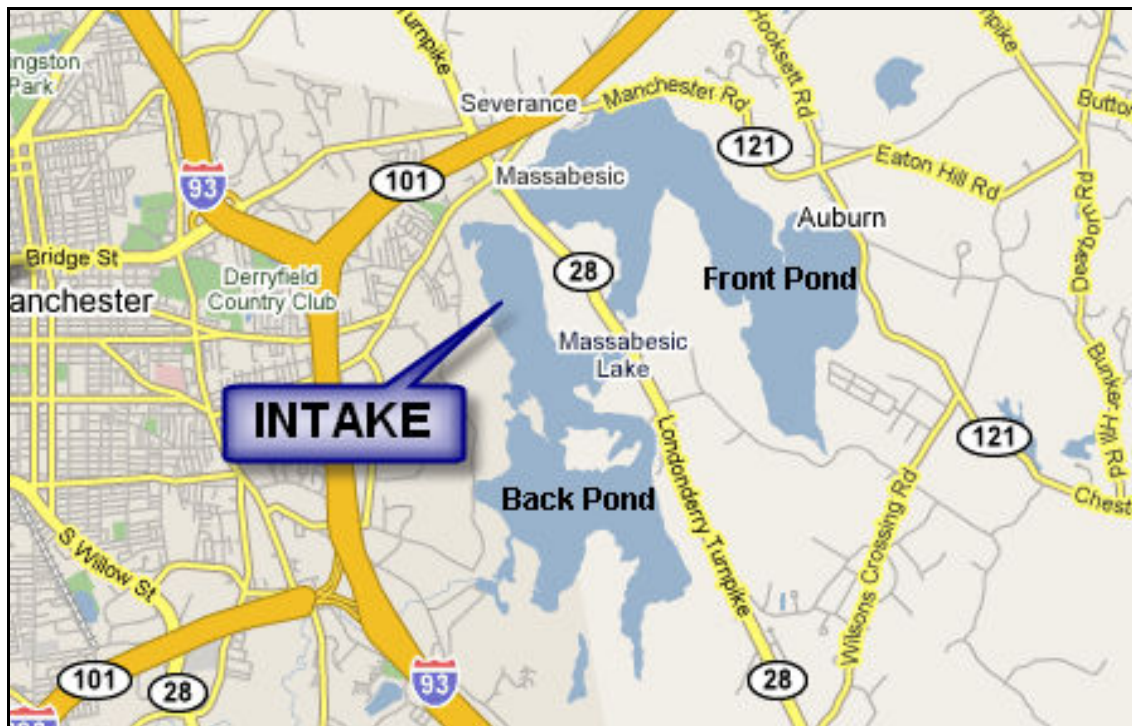 ngston
Park
Turnpike
Hooksett Rd
npike
Severance
Manchester Rd
Button
121
Eaton Hill Rd
101
93
Massabesic
Dearborn Rd
Auburn
Bridge St
Derryfield
Country Club
28
Front Pond
anchester
Massabesic
Lake
INTAKE
Bunker Hill Rd
121
Londonderry Turnpike
Back Pond
Chest
Wilsons Crossing Rd
S Willow St
101
28
93
28